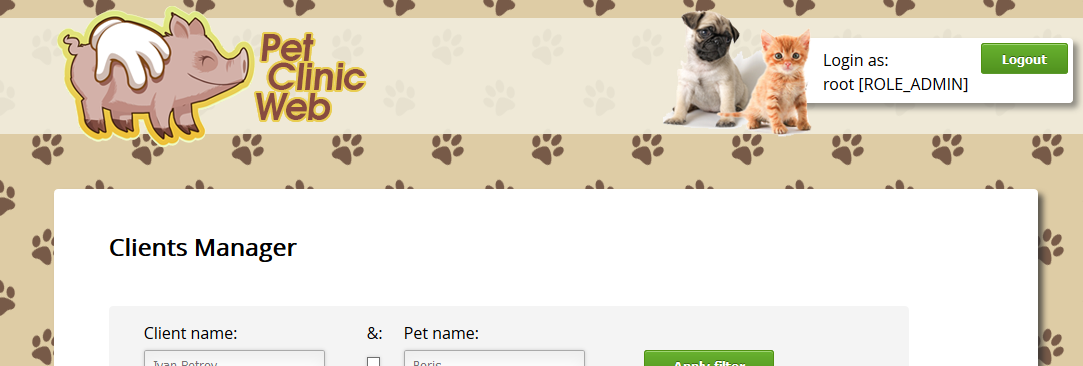 Pet
Clinic
Web
Login as:
Logout
root [ROLE_ADMIN]
Clients Manager
Client name:
&:
Pet name:
Ivan Petrov
Boris
Apply filter